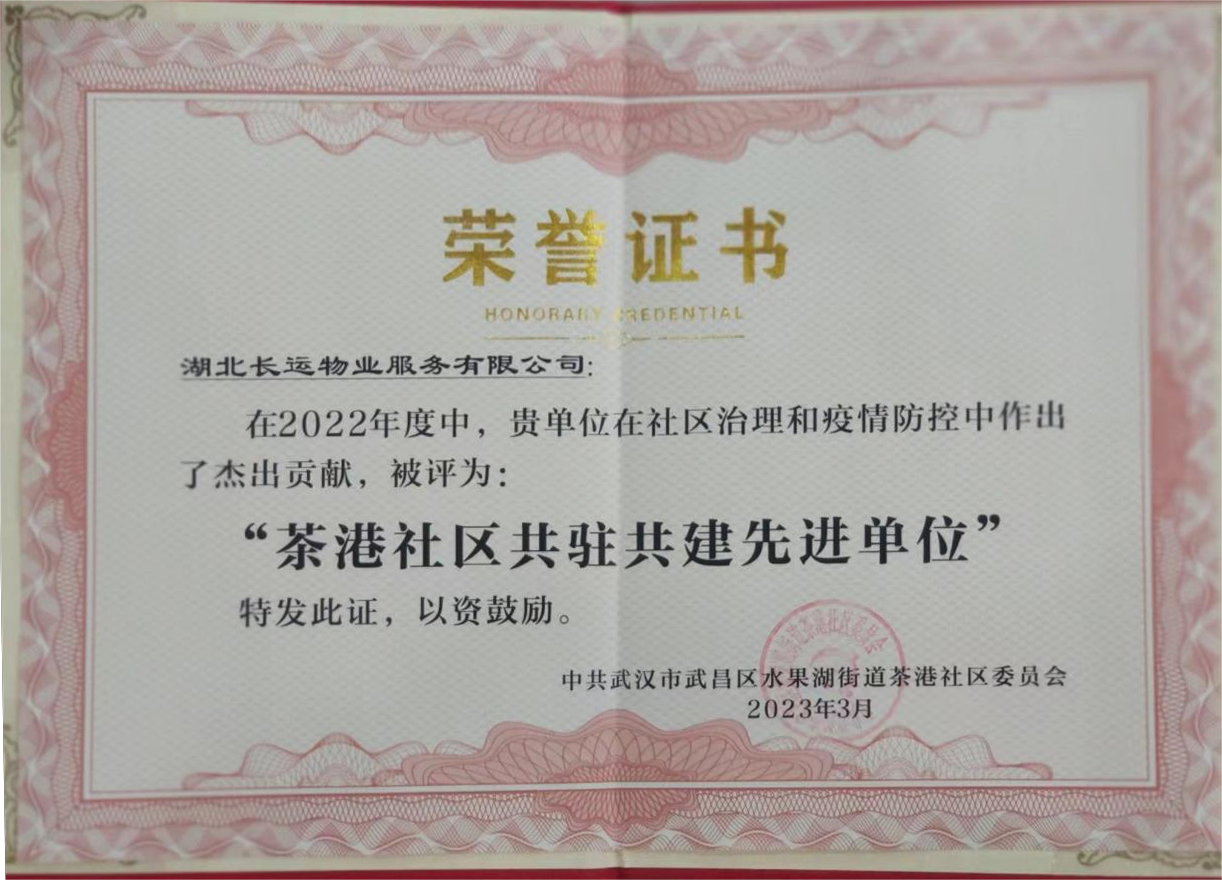 荣誉证书
HONORARY CREDENTIAL
湖北长运物业服务有限公司:
在2022年度中，贵单位在社区治理和疫情防控中作出
了杰出贡献，被评为：
“茶港社区共驻共建先进单位”
特发此证，以资鼓励。
中共武汉市武昌区水果湖街道茶港社区委员会
2023年3月